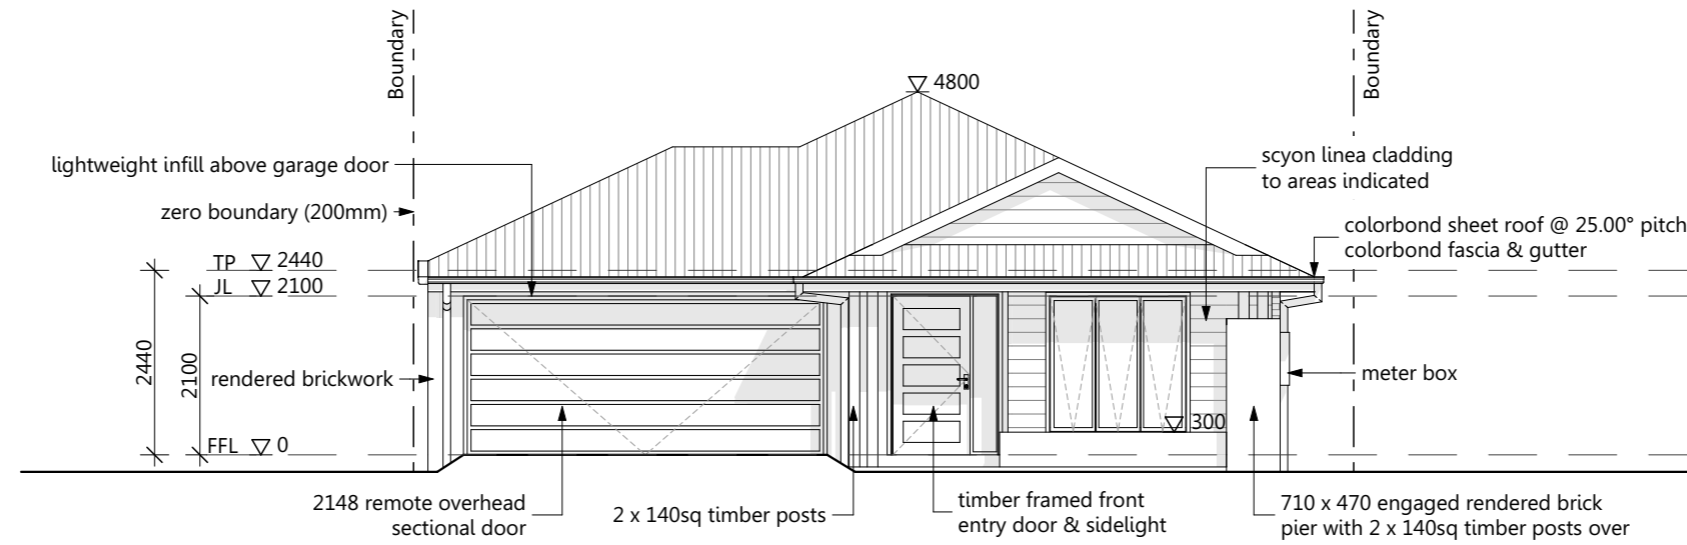 Boundary
Boundary
4800
lightweight infill above garage door
scyon linea cladding
to areas indicated
zero boundary (200mm)
colorbond sheet roof @ 25.00° pitch
colorbond fascia & gutter
TP 2440
JL 2100
2440
2100
rendered brickwork
meter box
300
FFL 0
2148 remote overhead
sectional door
2 x 140sq timber posts
timber framed front
entry door & sidelight
710 x 470 engaged rendered brick
pier with 2 x 140sq timber posts over